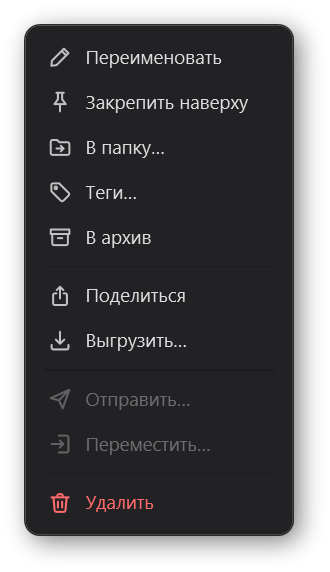 Переименовать
Закрепить наверху
В папку...
Теги...
В архив
Поделиться
Выгрузить...
Отправить...
Переместить...
Удалить